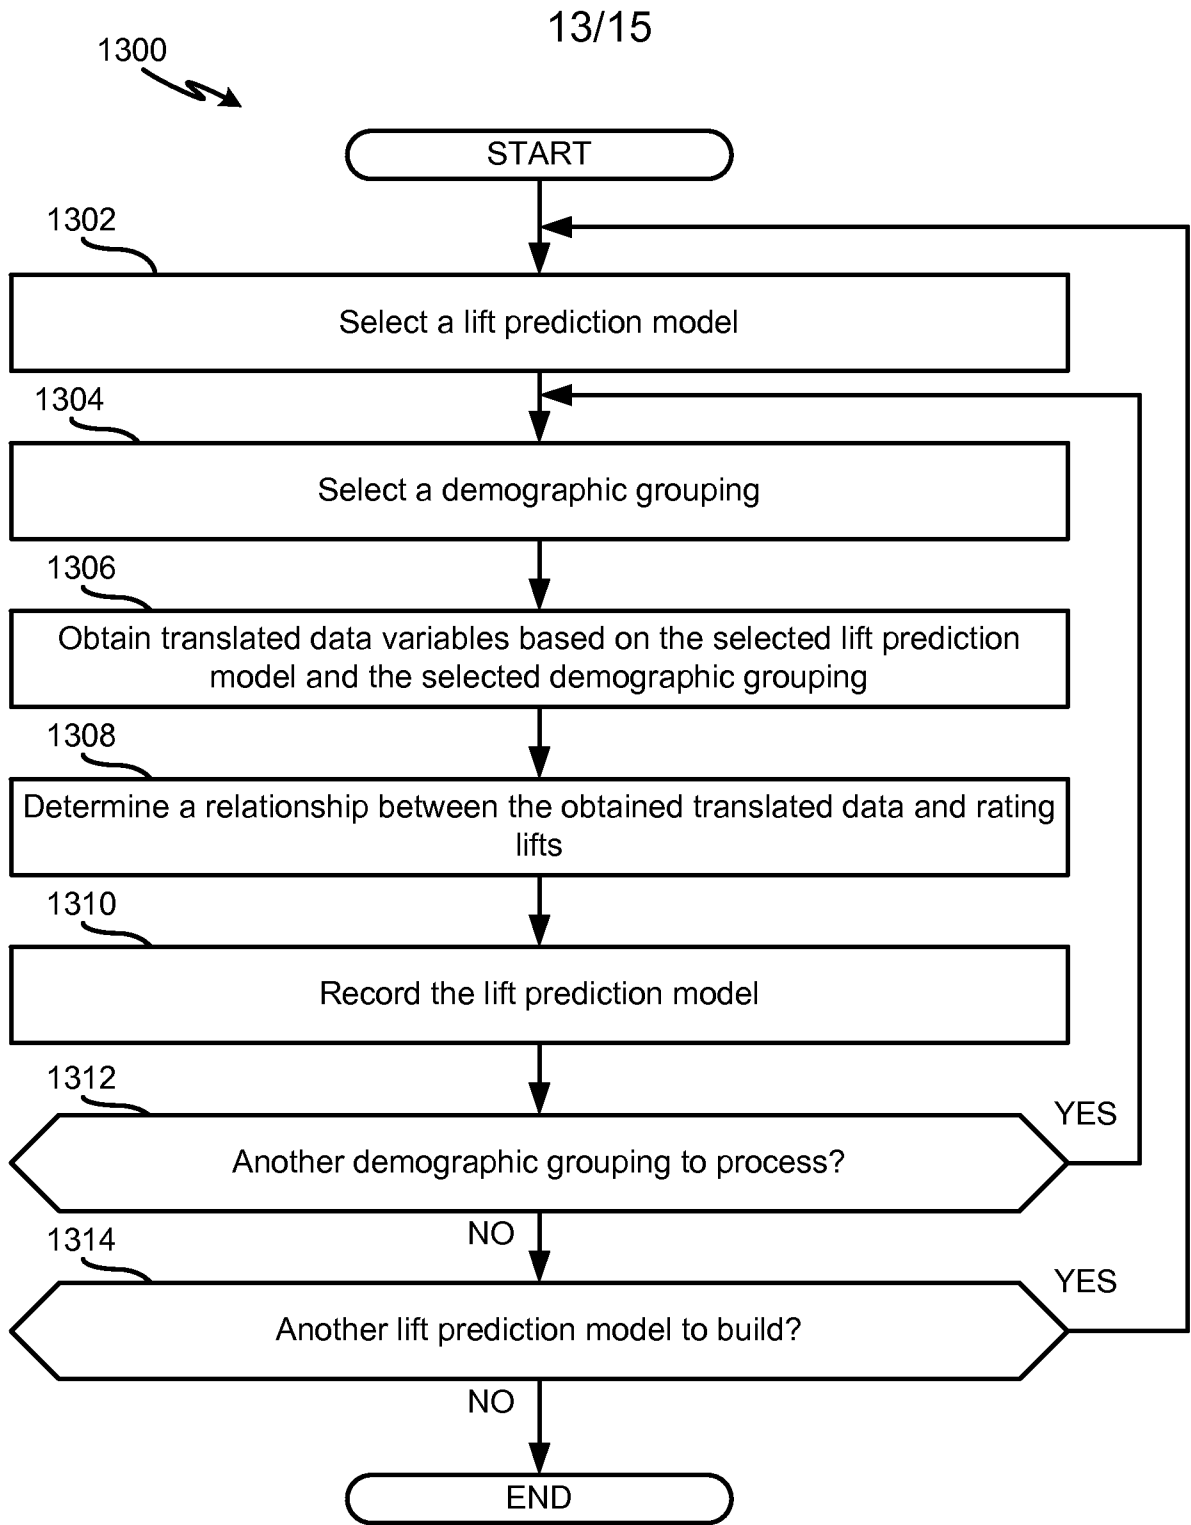 13/15
1300
START
1302
Select a lift prediction model
1304
Select a demographic grouping
1306
Obtain translated data variables based on the selected lift prediction
model and the selected demographic grouping
1308
Determine a relationship between the obtained translated data and rating
lifts
1310
Record the lift prediction model
1312
YES
Another demographic grouping to process?
NO
1314
YES
Another lift prediction model to build?
NO
END